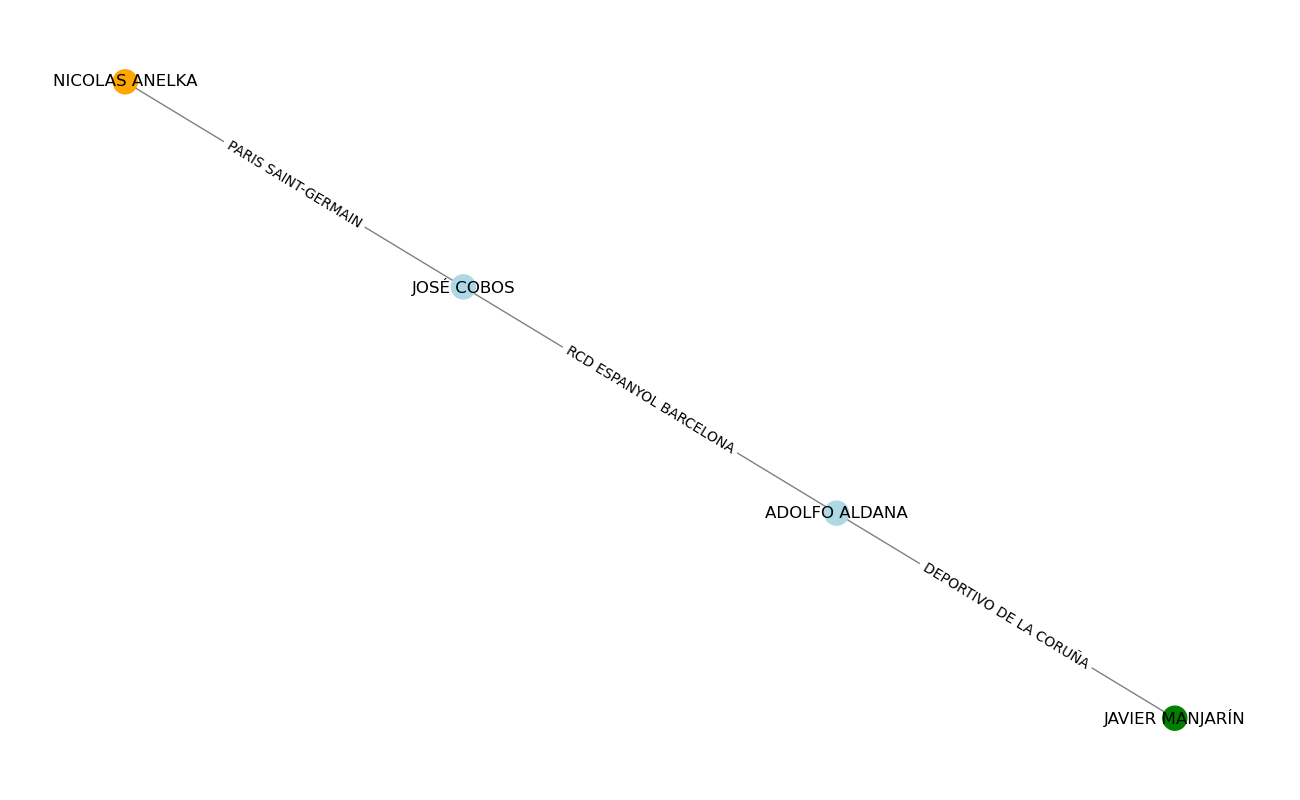 NICOLAS ANELKA
PARIS SAINT-GERMAIN
JOSÉ COBOS
RCD ESPANYOL BARCELONA
ADOLFO ALDANA
DEPORTIVO DE LA CORUÑA
JAVIER MANJARÍN